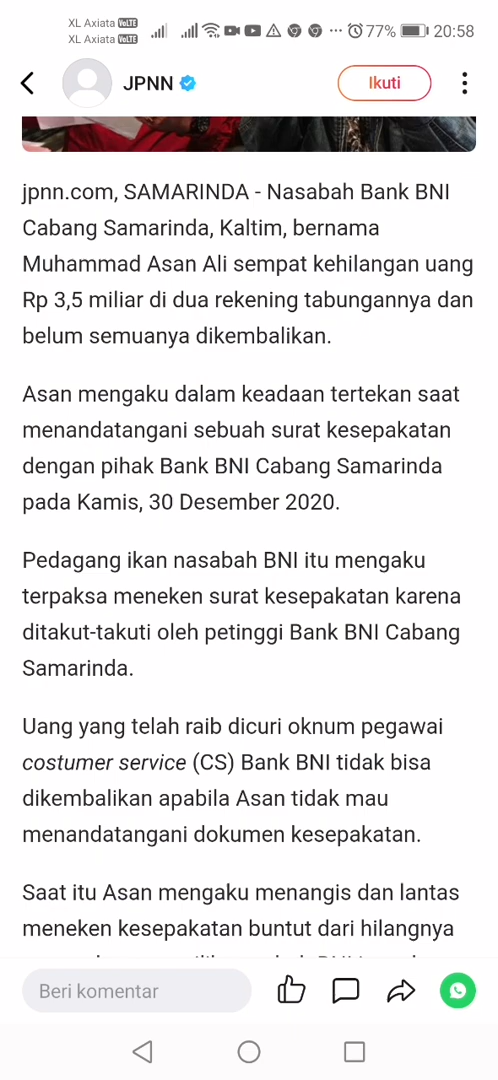 XL Axiata VoLTE
XL Axiata VoLTE
77% 20:58
JPNN
Ikuti
jpnn.com, SAMARINDA - Nasabah Bank BNI
Cabang Samarinda, Kaltim, bernama
Muhammad Asan Ali sempat kehilangan uang
Rp 3,5 miliar di dua rekening tabungannya dan
belum semuanya dikembalikan.
Asan mengaku dalam keadaan tertekan saat
menandatangani sebuah surat kesepakatan
dengan pihak Bank BNI Cabang Samarinda
pada Kamis, 30 Desember 2020.
Pedagang ikan nasabah BNI itu mengaku
terpaksa meneken surat kesepakatan karena
ditakut-takuti oleh petinggi Bank BNI Cabang
Samarinda.
Uang yang telah raib dicuri oknum pegawai
costumer service (CS) Bank BNI tidak bisa
dikembalikan apabila Asan tidak mau
menandatangani dokumen kesepakatan.
Saat itu Asan mengaku menangis dan lantas
meneken kesepakatan buntut dari hilangnya
Beri komentar